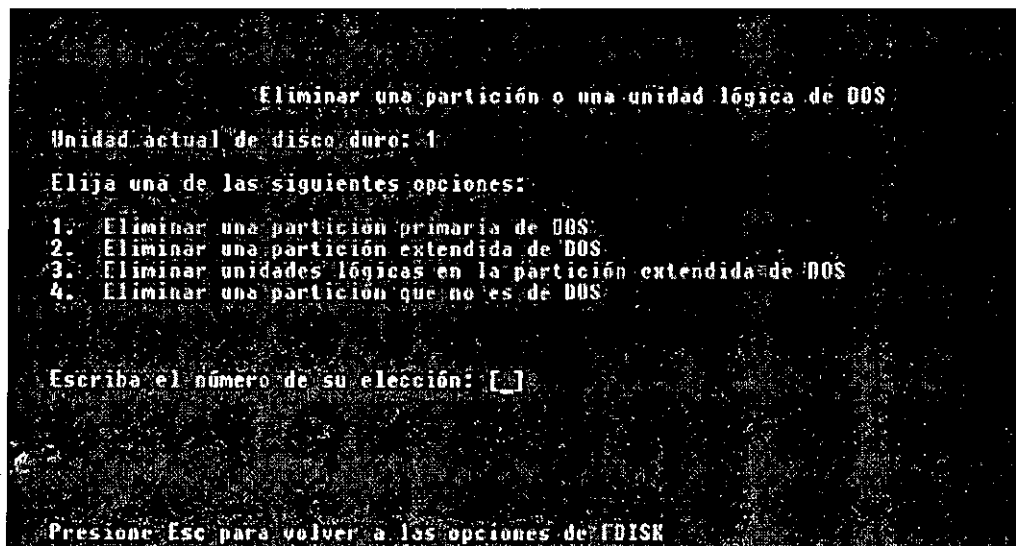 Eliminar una partición o una unidad lógica de DOS
Unidad actual de disco duro: 1
Elija una de las siguientes opciones:
1. Eliminar una partición primaria de DOS
2. Eliminar una partición extendida de DOS
3. Eliminar unidades lógicas en la partición extendida de DOS
4. Eliminar una partición que no es de DOS
Escriba el número de su elección: [_]
Presione Esc para volver a las opciones de FDISK